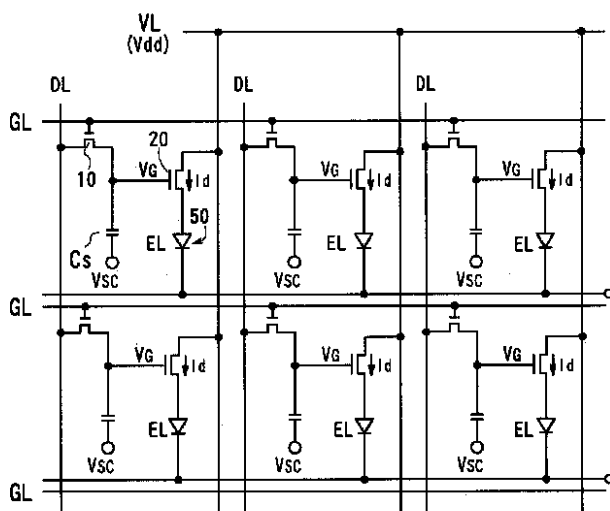 VL
(Vdd)
DL DL DL
GL
20
10 VG Id VG Id VG Id
50
Cs EL EL EL
Vsc Vsc Vsc
GL
VG Id VG Id VG Id
EL EL EL
Vsc Vsc Vsc
GL